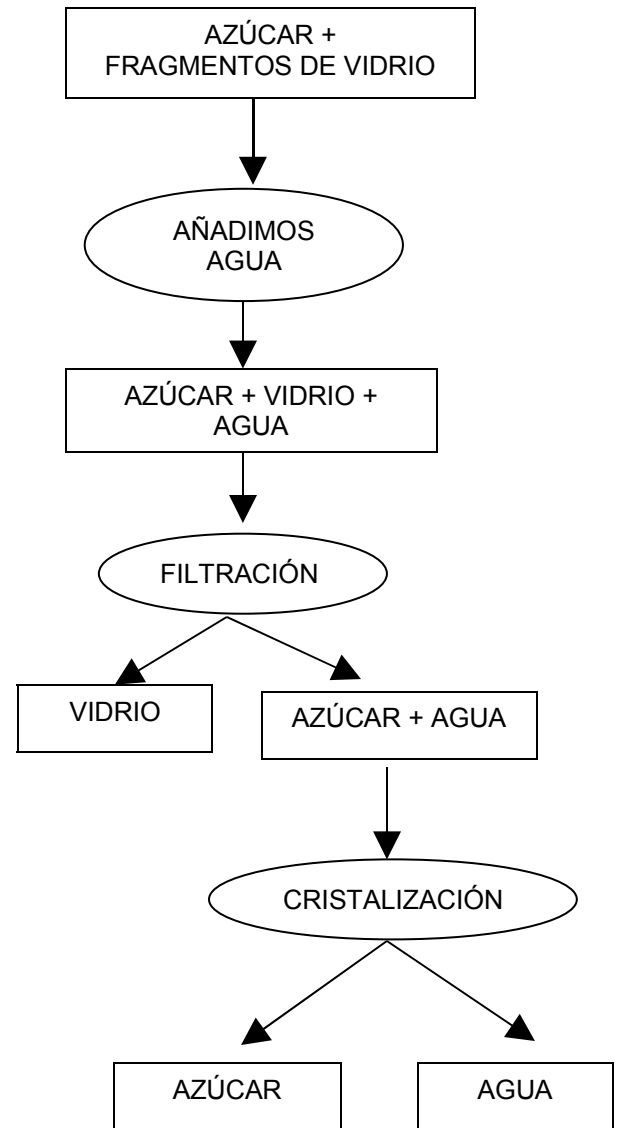 AZÚCAR +
FRAGMENTOS DE VIDRIO
AÑADIMOS
AGUA
AZÚCAR + VIDRIO +
AGUA
FILTRACIÓN
VIDRIO
AZÚCAR + AGUA
CRISTALIZACIÓN
AZÚCAR
AGUA